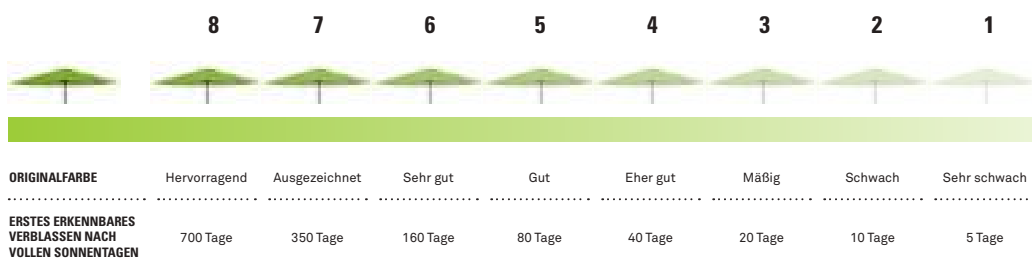 8 7 6 5 4 3 2 1
ORIGINALFARBE Hervorragend Ausgezeichnet Sehr gut Gut Eher gut Mäßig Schwach Sehr schwach
ERSTES ERKENNBARES
VERBLASSEN NACH 700 Tage 350 Tage 160 Tage 80 Tage 40 Tage 20 Tage 10 Tage 5 Tage
VOLLEN SONNENTAGEN